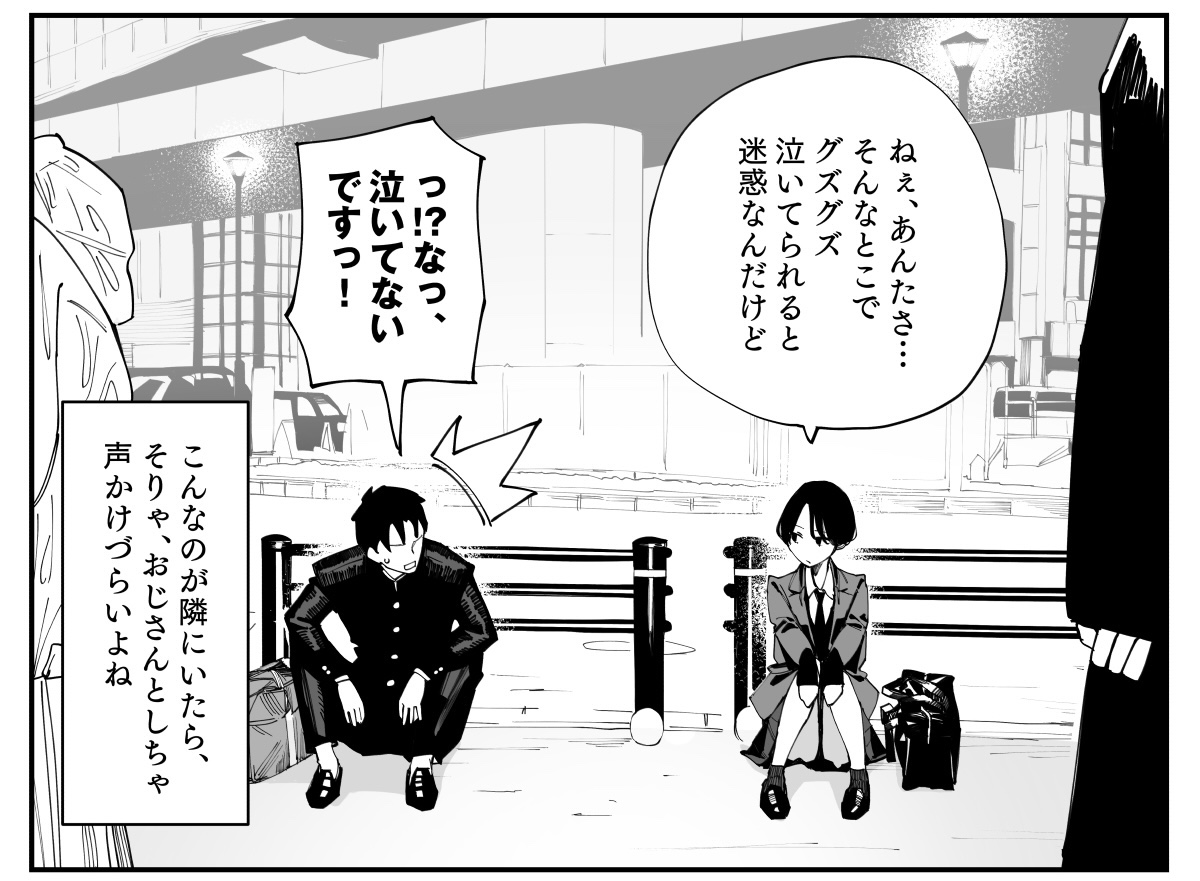 ねぇ、あんたさ…
そんなとこで
グズグズ
泣いてられると
迷惑なんだけど
っ!?なっ、
泣いてない
ですっ！
こんなのが隣にいたら、
そりゃ、おじさんとしちゃ
声かけづらいよね